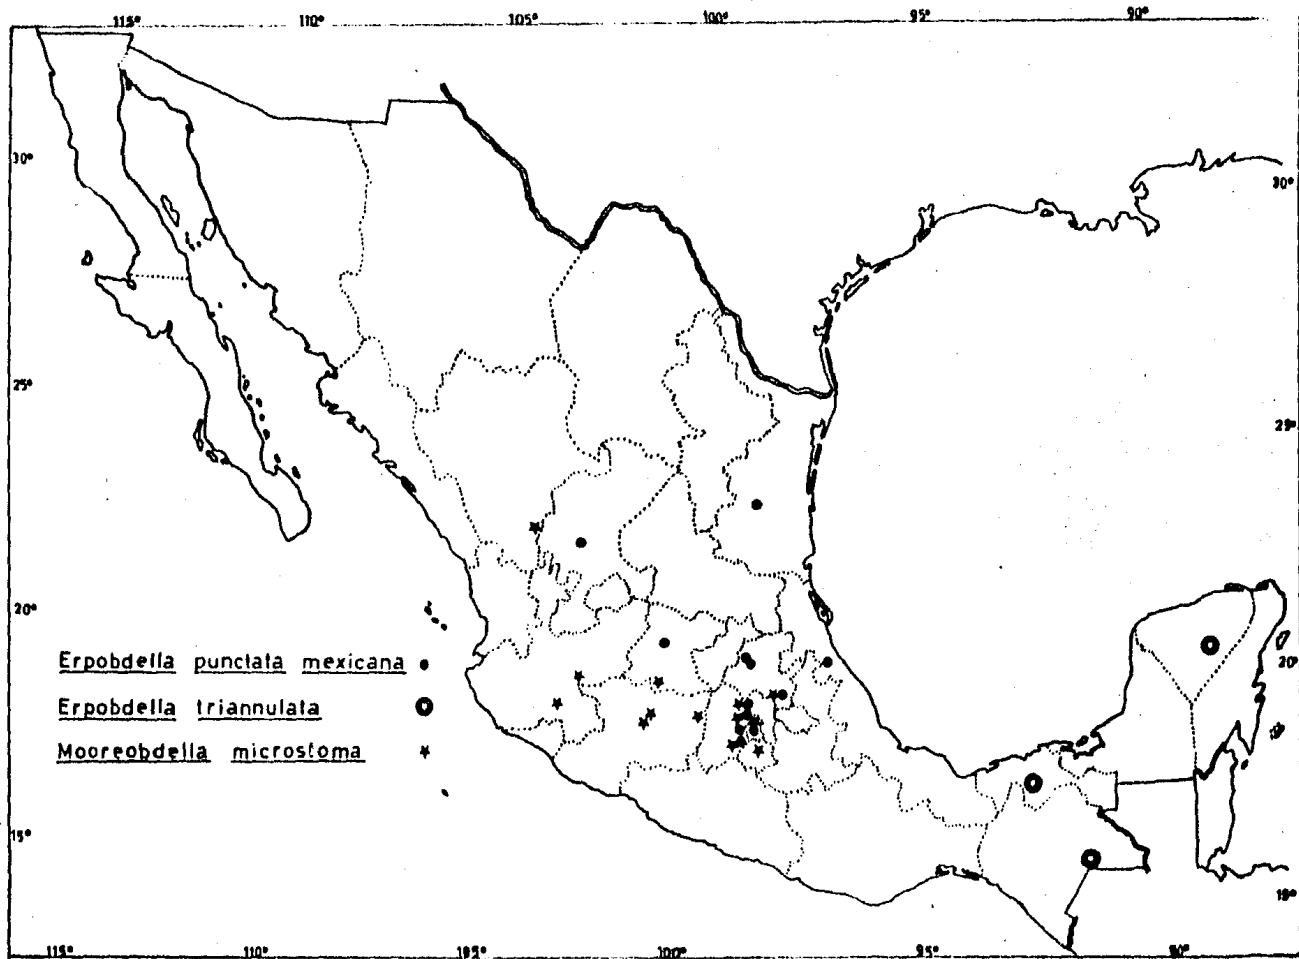 115° 110° 105° 100° 95° 90°
30° 30°
25° 25°
20° 20°
Erpobdella punctata mexicana
Erpobdella triannulata
Mooreobdella microstoma
15° 15°
115° 110° 105° 100° 95° 90°